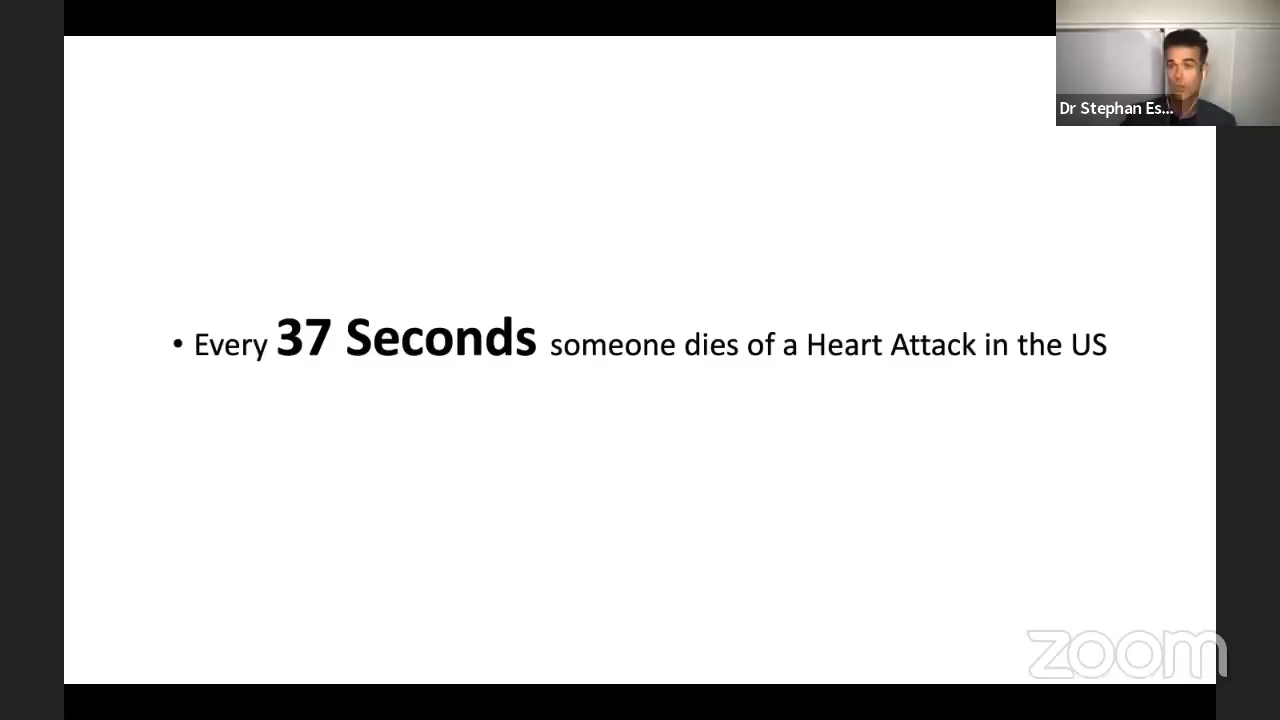 Dr Stephan Es...
• Every 37 Seconds someone dies of a Heart Attack in the US
zoom